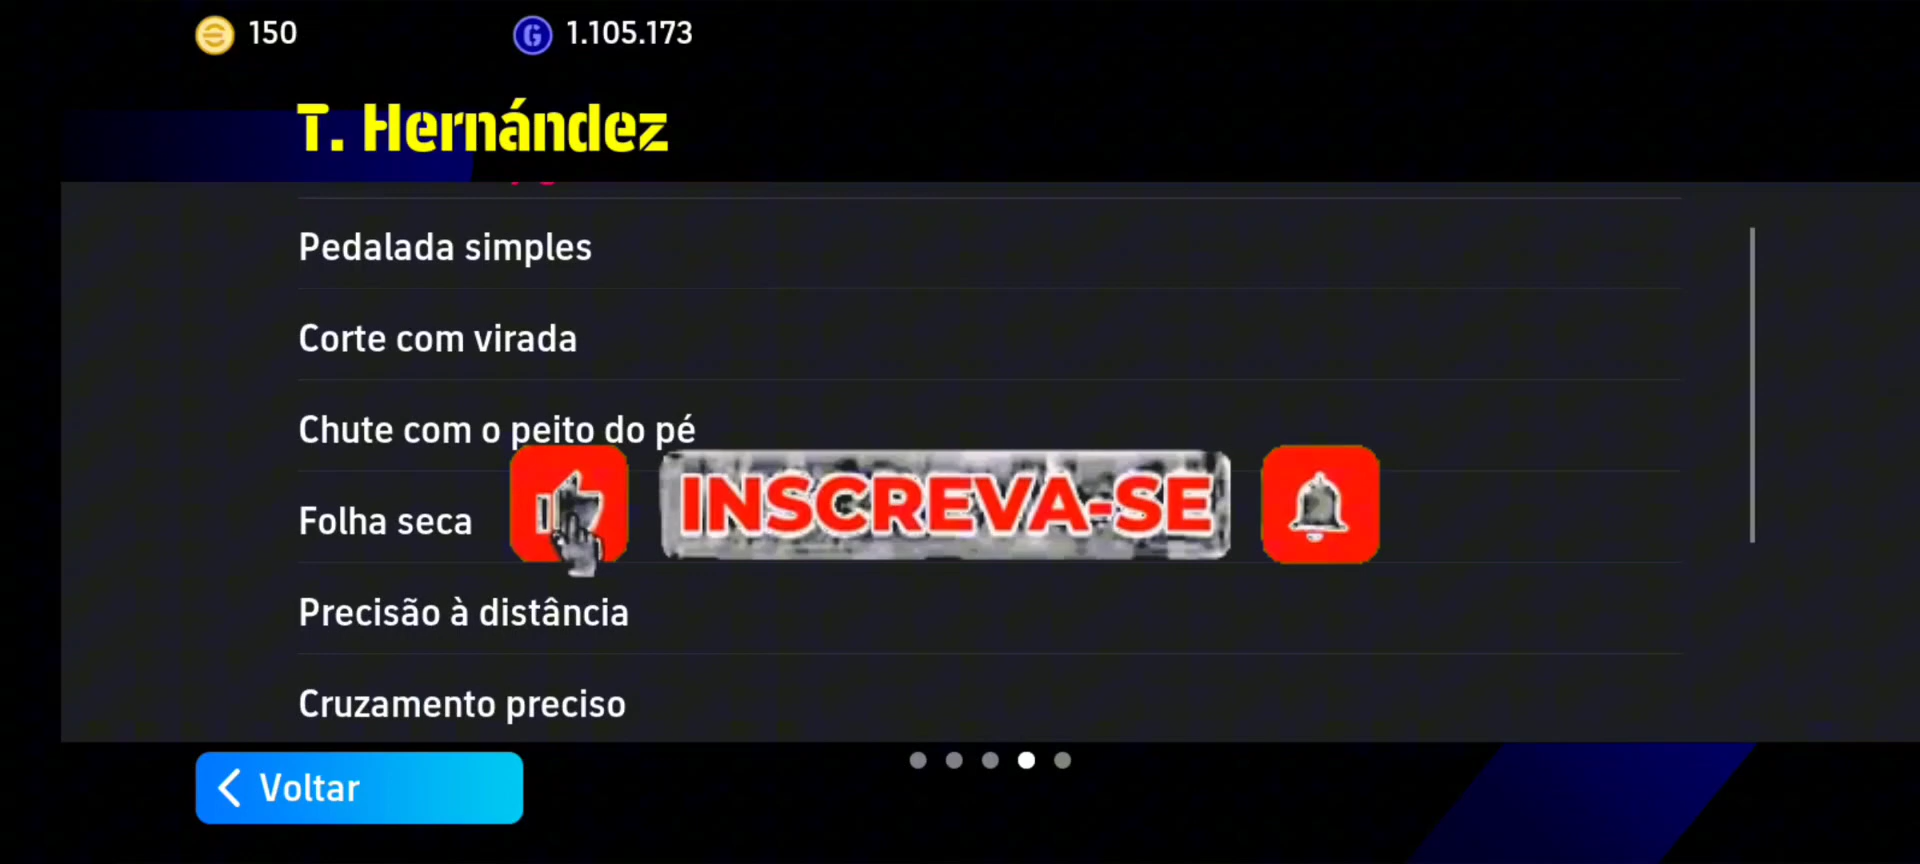 150
1.105.173
T. Hernández
Pedalada simples
Corte com virada
Chute com o peito do pé
INSCREVA-SE
Folha seca
Precisão à distância
Cruzamento preciso
Voltar